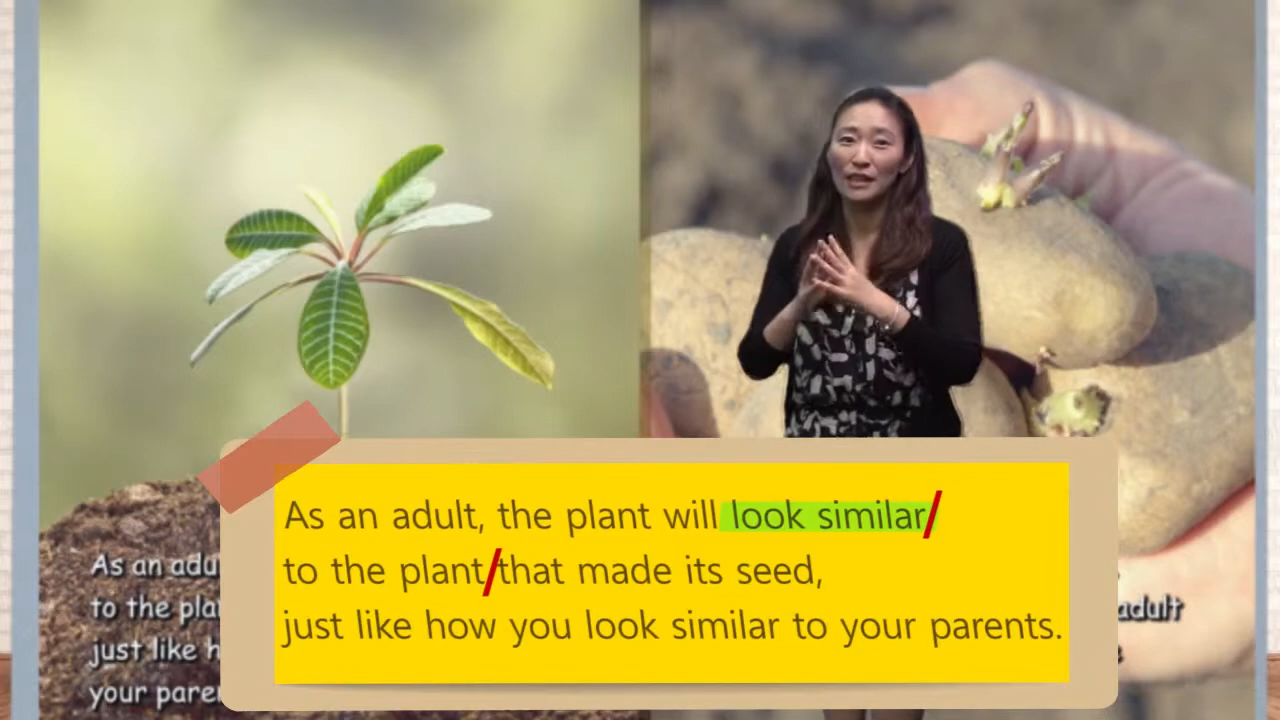 As an adult, the plant will look similar/
to the plant/that made its seed,
just like how you look similar to your parents.
As an adu
to the pla
just like h
your pare
adult